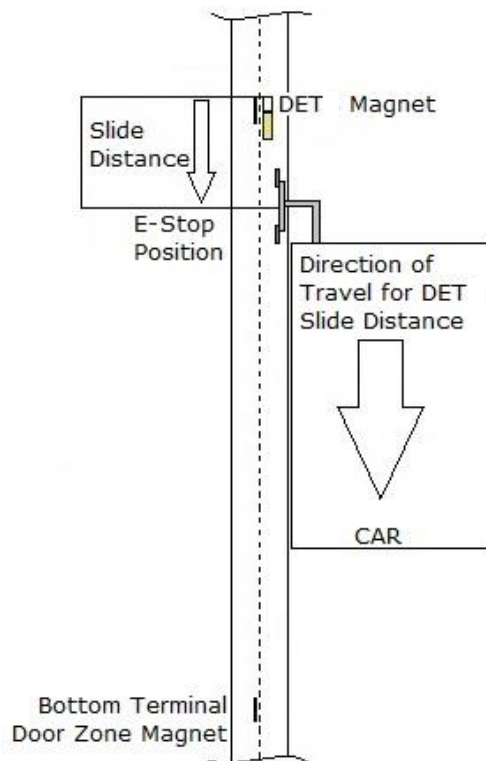 DET Magnet
Slide
Distance
E-Stop
Position
Direction of
Travel for DET
Slide Distance
CAR
Bottom Terminal
Door Zone Magnet